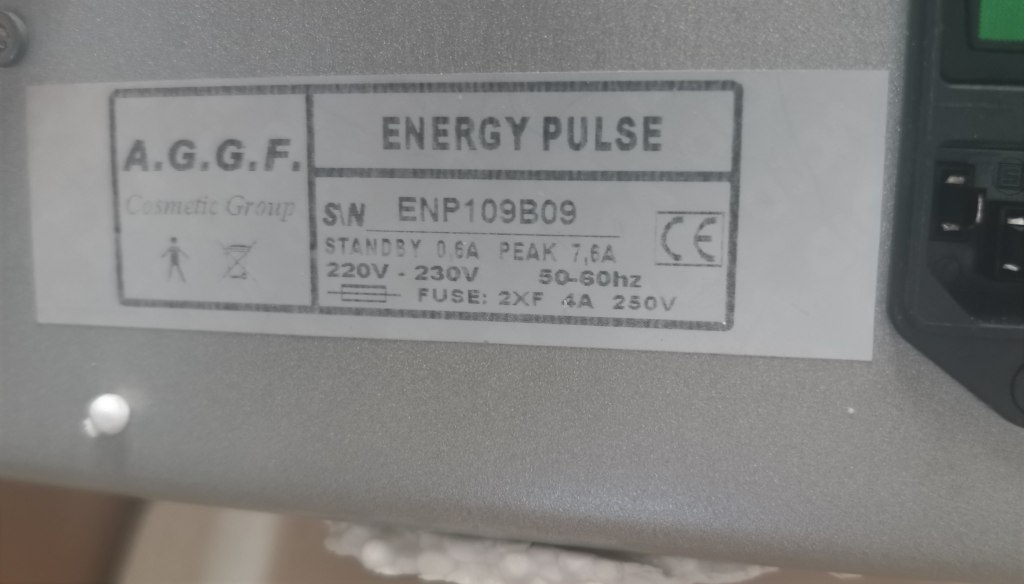 A.G.G.F.
Cosmetic Group
ENERGY PULSE
S\N ENP109B09
STANDBY 0,6A PEAK 7,6A
220V - 230V 50-60hz
FUSE: 2XF 4A 250V
CE